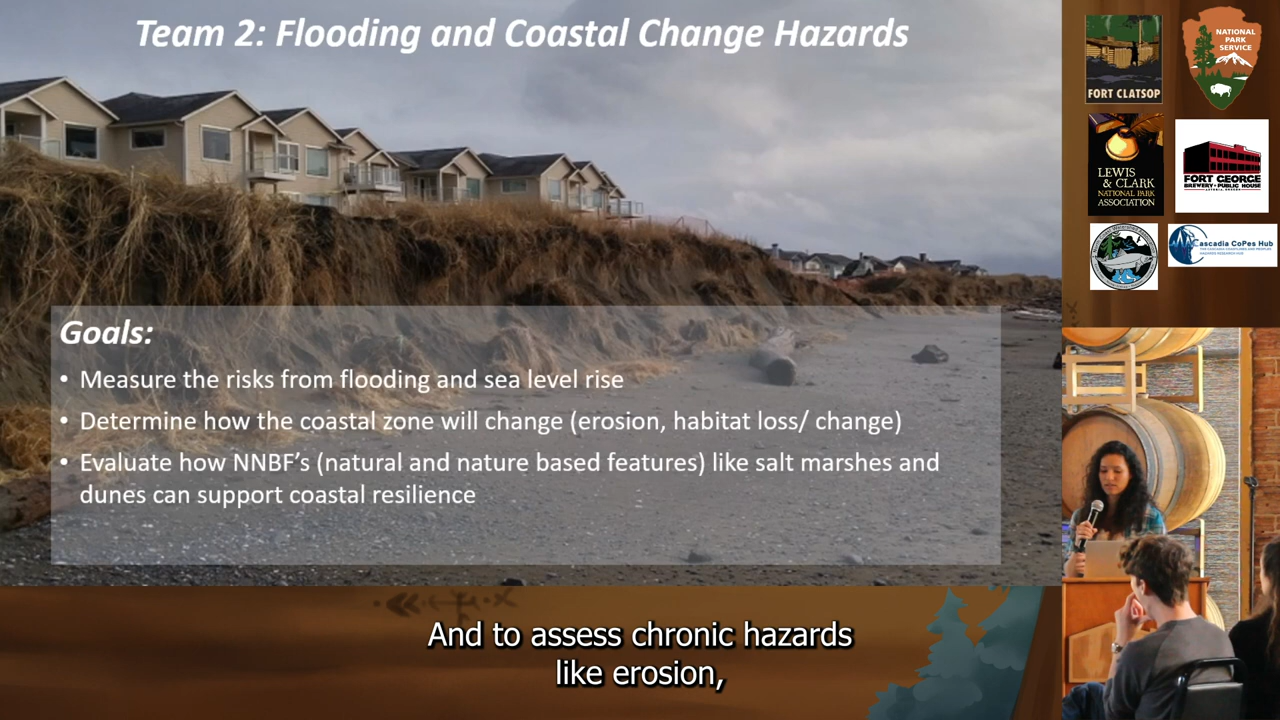 Team 2: Flooding and Coastal Change Hazards
Goals:
• Measure the risks from flooding and sea level rise
• Determine how the coastal zone will change (erosion, habitat loss/ change)
• Evaluate how NNBF’s (natural and nature based features) like salt marshes and
dunes can support coastal resilience
FORT CLATSOP
NATIONAL
PARK
SERVICE
LEWIS
& CLARK
NATIONAL PARK
ASSOCIATION
FORT GEORGE
BREWERY + PUBLIC HOUSE
Cascadia CoPes Hub
And to assess chronic hazards
like erosion,